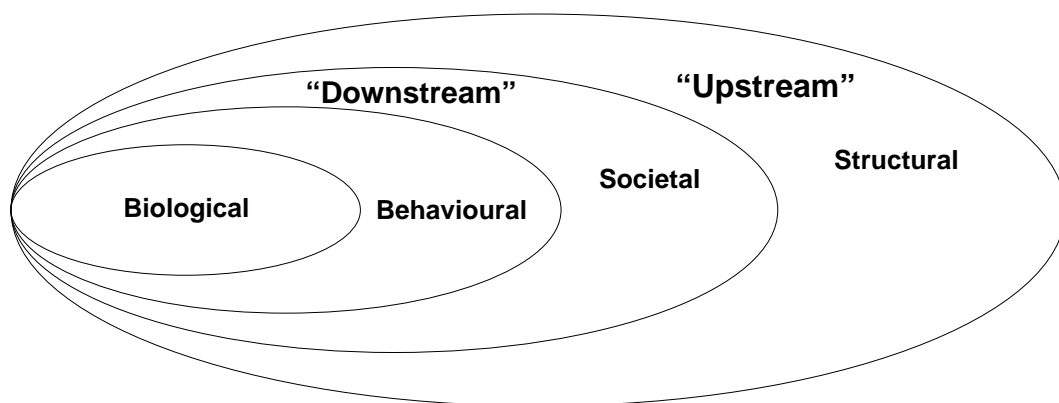 “Downstream”
“Upstream”
Biological
Behavioural
Societal
Structural